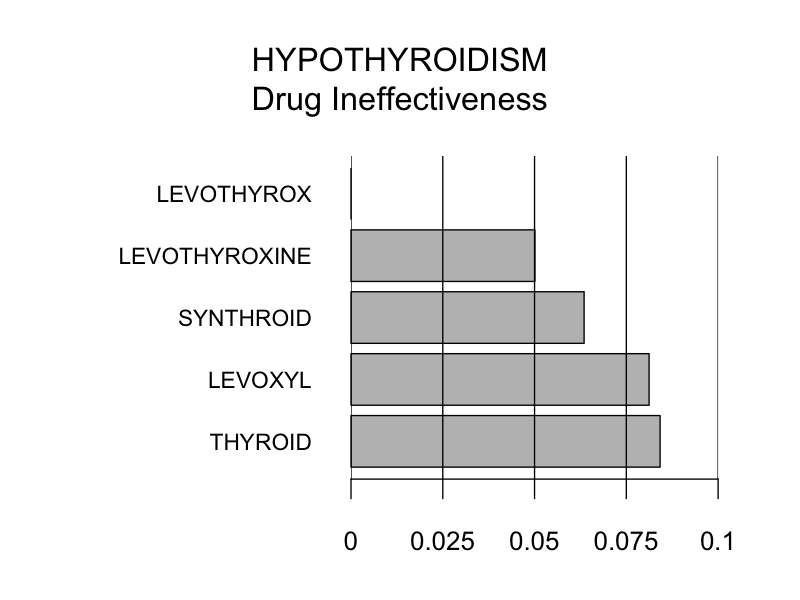 HYPOTHYROIDISM
Drug Ineffectiveness
LEVOTHYROX
LEVOTHYROXINE
SYNTHROID
LEVOXYL
THYROID
0 0.025 0.05 0.075 0.1